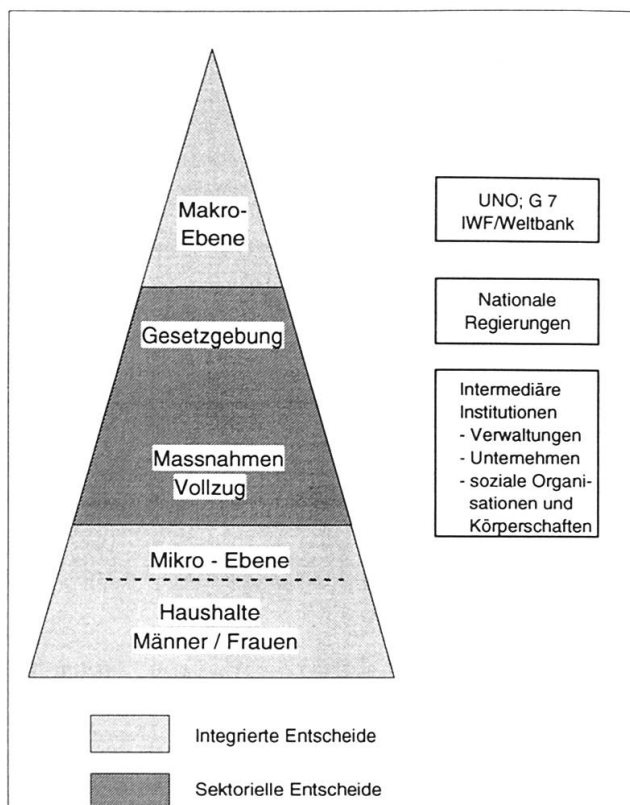 Makro-
Ebene
Gesetzgebung
Massnahmen
Vollzug
Mikro - Ebene
Haushalte
Männer / Frauen
UNO; G 7
IWF/Weltbank
Nationale
Regierungen
Intermediäre
Institutionen
- Verwaltungen
- Unternehmen
- soziale Organi-
sationen und
Körperschaften
Integrierte Entscheide
Sektorielle Entscheide